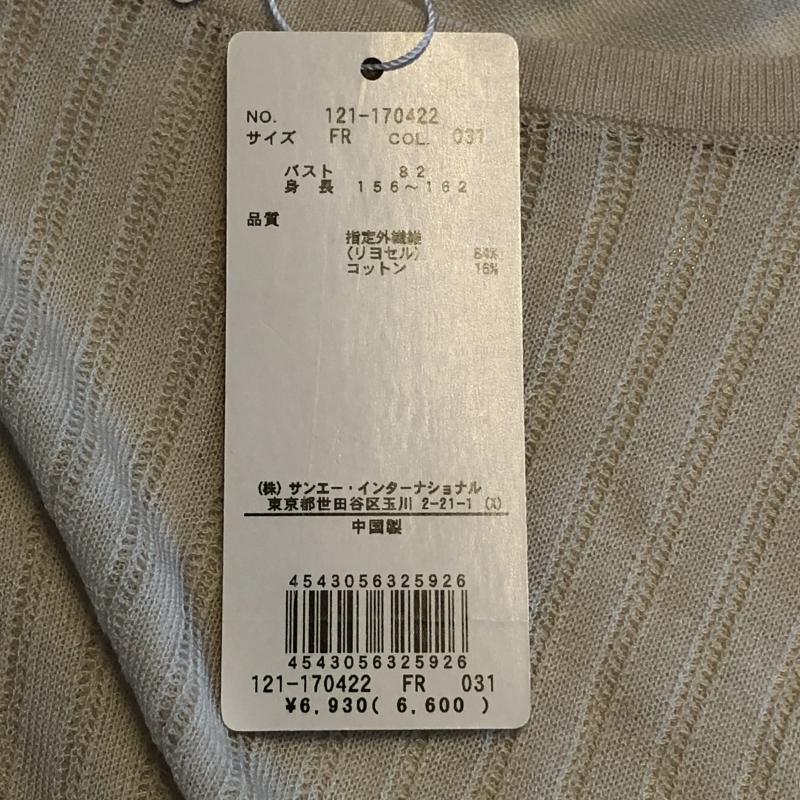 NO. 121-170422
サイズ FR COL. 031
バスト 82
身長 156～162
品質
指定外繊維
(リヨセル) 84%
コットン 16%
(株) サンエー・インターナショナル
東京都世田谷区玉川 2-21-1 (X)
中国製
4543056325926
4543056325926
121-170422 FR 031
¥6,930( 6,600 )